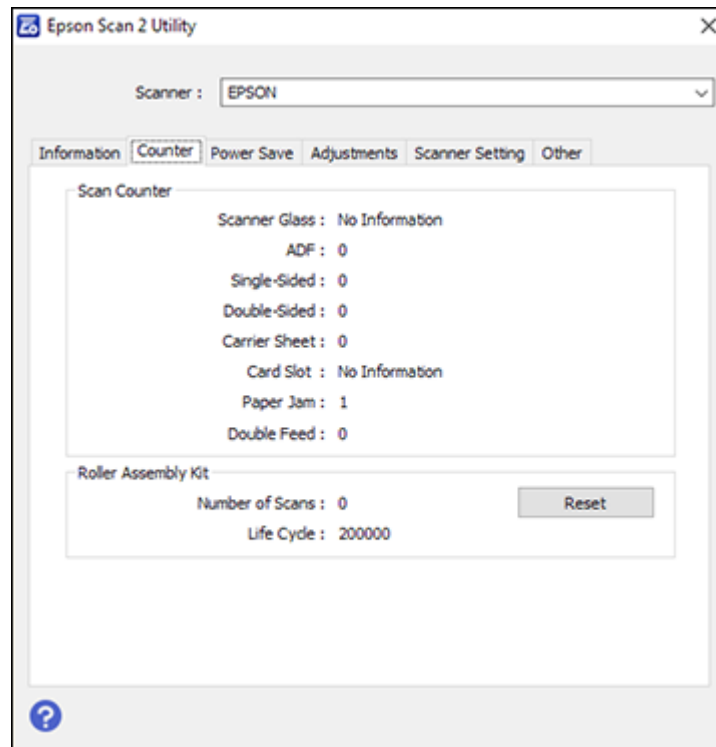 Epson Scan 2 Utility
Scanner : EPSON
Information Counter Power Save Adjustments Scanner Setting Other
Scan Counter
Scanner Glass : No Information
ADF : 0
Single-Sided : 0
Double-Sided : 0
Carrier Sheet : 0
Card Slot : No Information
Paper Jam : 1
Double Feed : 0
Roller Assembly Kit
Number of Scans : 0 Reset
Life Cycle : 200000
?